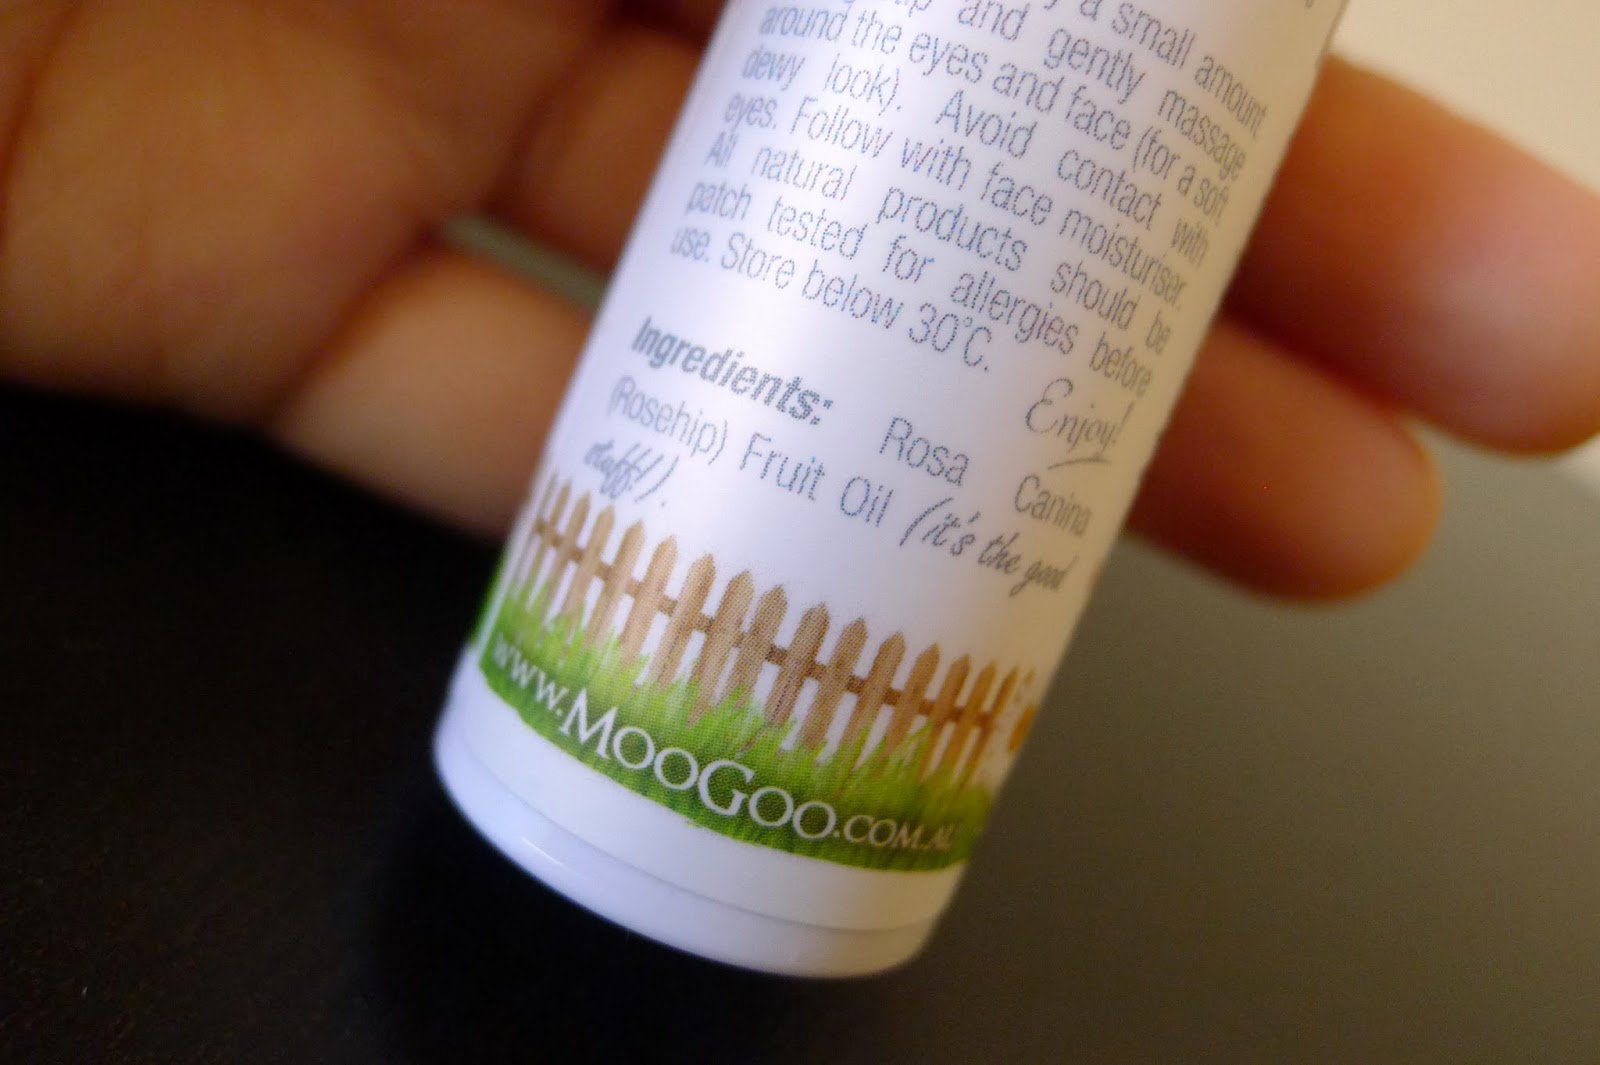 a small amount
and gently massage
around the eyes and face (for a soft
dewy look). Avoid contact with
eyes. Follow with face moisturiser.
All natural products should be
patch tested for allergies before
use. Store below 30°C.
Enjoy!
Ingredients: Rosa Canina
(Rosehip) Fruit Oil (it's the good
stuff!).
www.MooGoo.com.au